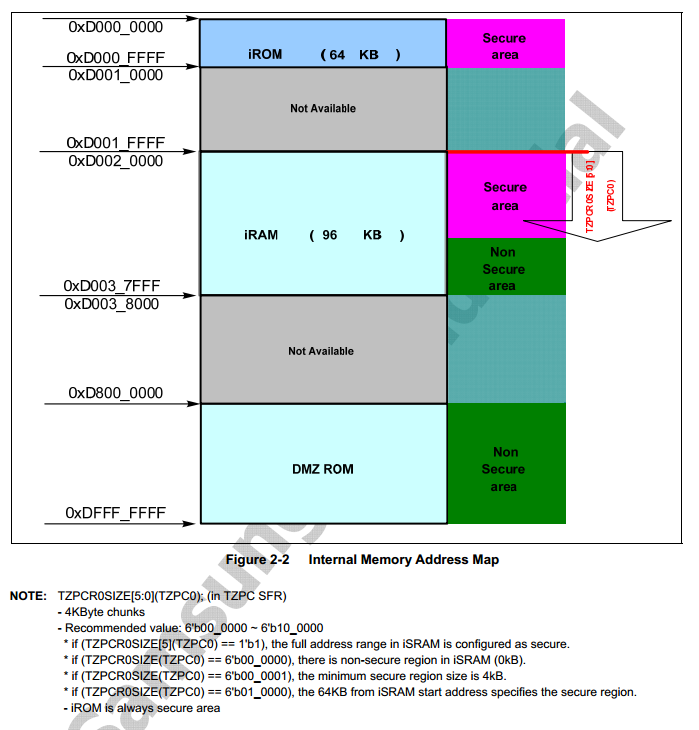 0xD000_0000
iROM ( 64 KB )
Secure
area
0xD000_FFFF
0xD001_0000
Not Available
0xD001_FFFF
0xD002_0000
iRAM ( 96 KB )
Secure
area
TZPCR0SIZE [5:0]
(TZPC0)
Non
Secure
area
0xD003_7FFF
0xD003_8000
Not Available
0xD800_0000
DMZ ROM
Non
Secure
area
0xDFFF_FFFF
Figure 2-2 Internal Memory Address Map
NOTE: TZPCR0SIZE[5:0](TZPC0); (in TZPC SFR)
- 4KByte chunks
- Recommended value: 6'b00_0000 ~ 6'b10_0000
* if (TZPCR0SIZE[5](TZPC0) == 1'b1), the full address range in iSRAM is configured as secure.
* if (TZPCR0SIZE(TZPC0) == 6'b00_0000), there is non-secure region in iSRAM (0kB).
* if (TZPCR0SIZE(TZPC0) == 6'b00_0001), the minimum secure region size is 4kB.
* if (TZPCR0SIZE(TZPC0) == 6'b01_0000), the 64KB from iSRAM start address specifies the secure region.
- iROM is always secure area
Samsung